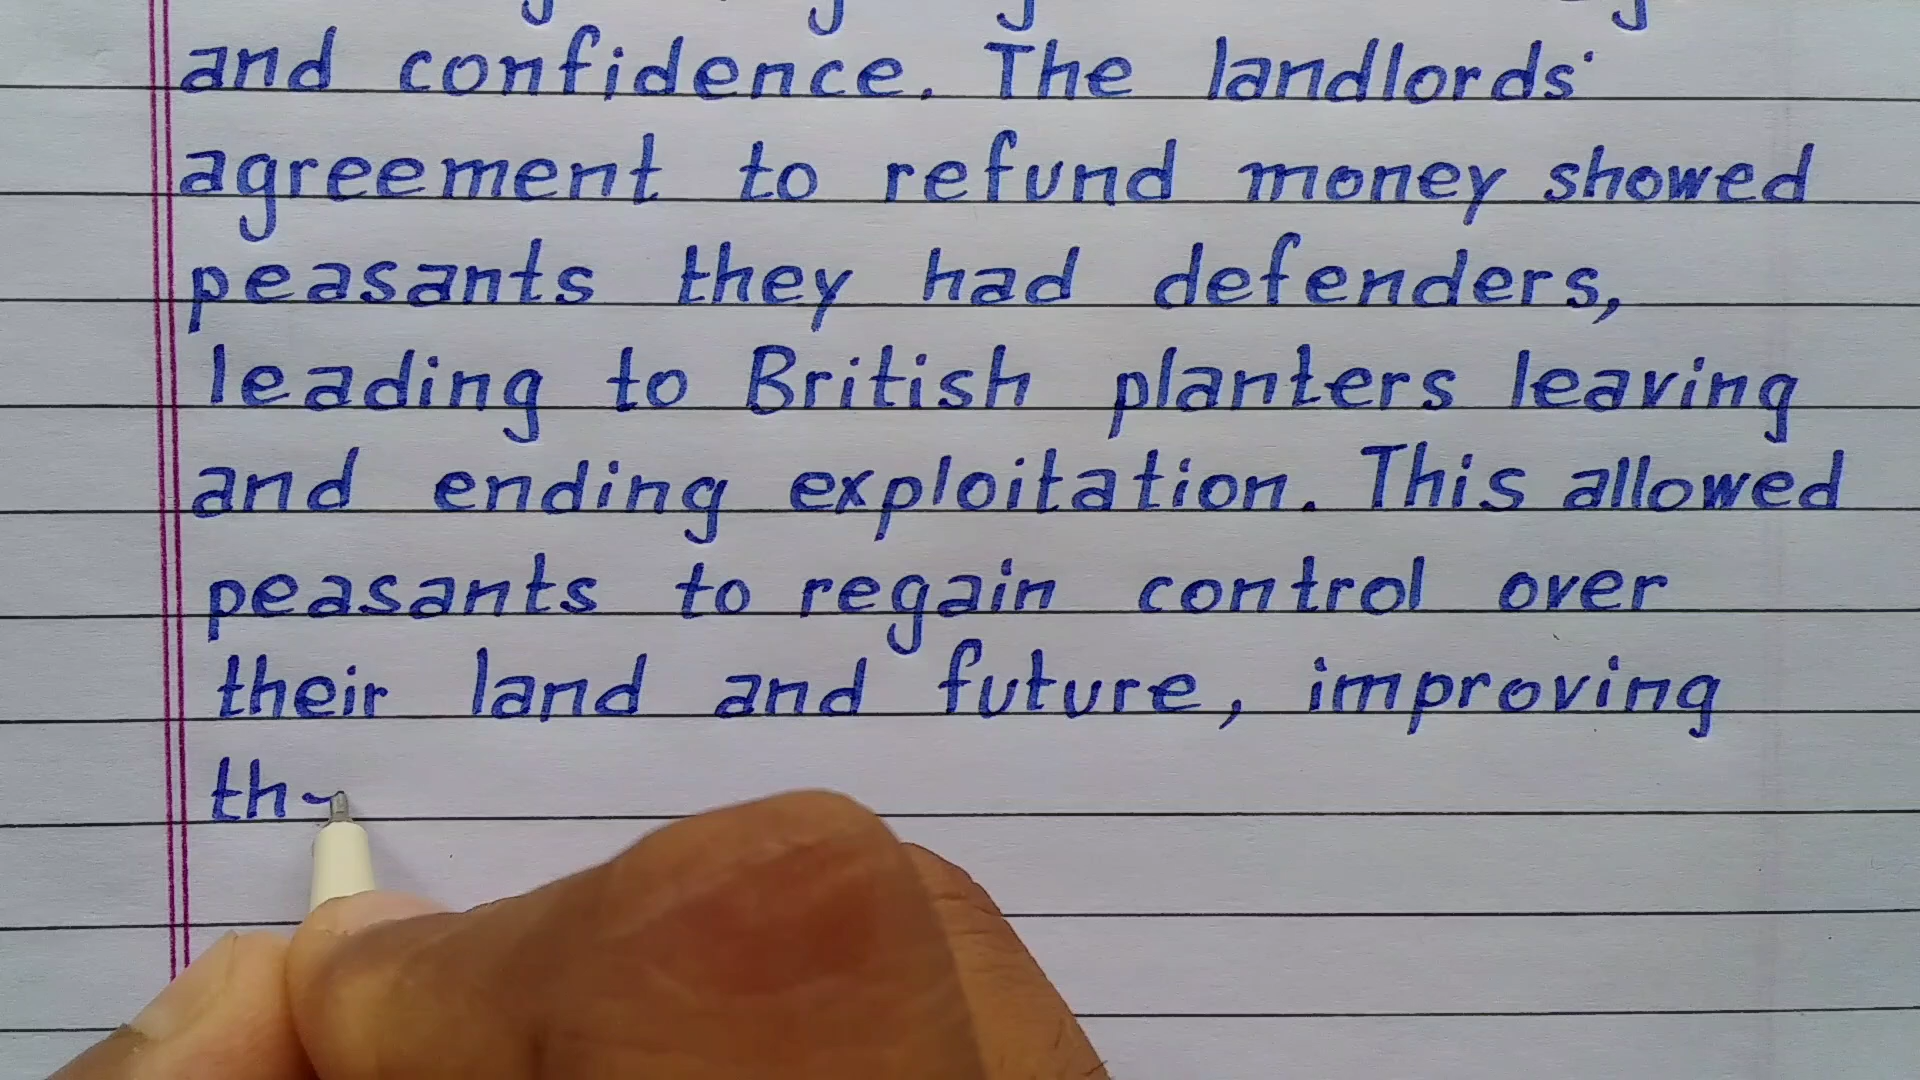 and confidence. The landlords'
agreement to refund money showed
peasants they had defenders,
leading to British planters leaving
and ending exploitation. This allowed
peasants to regain control over
their land and future, improving
th